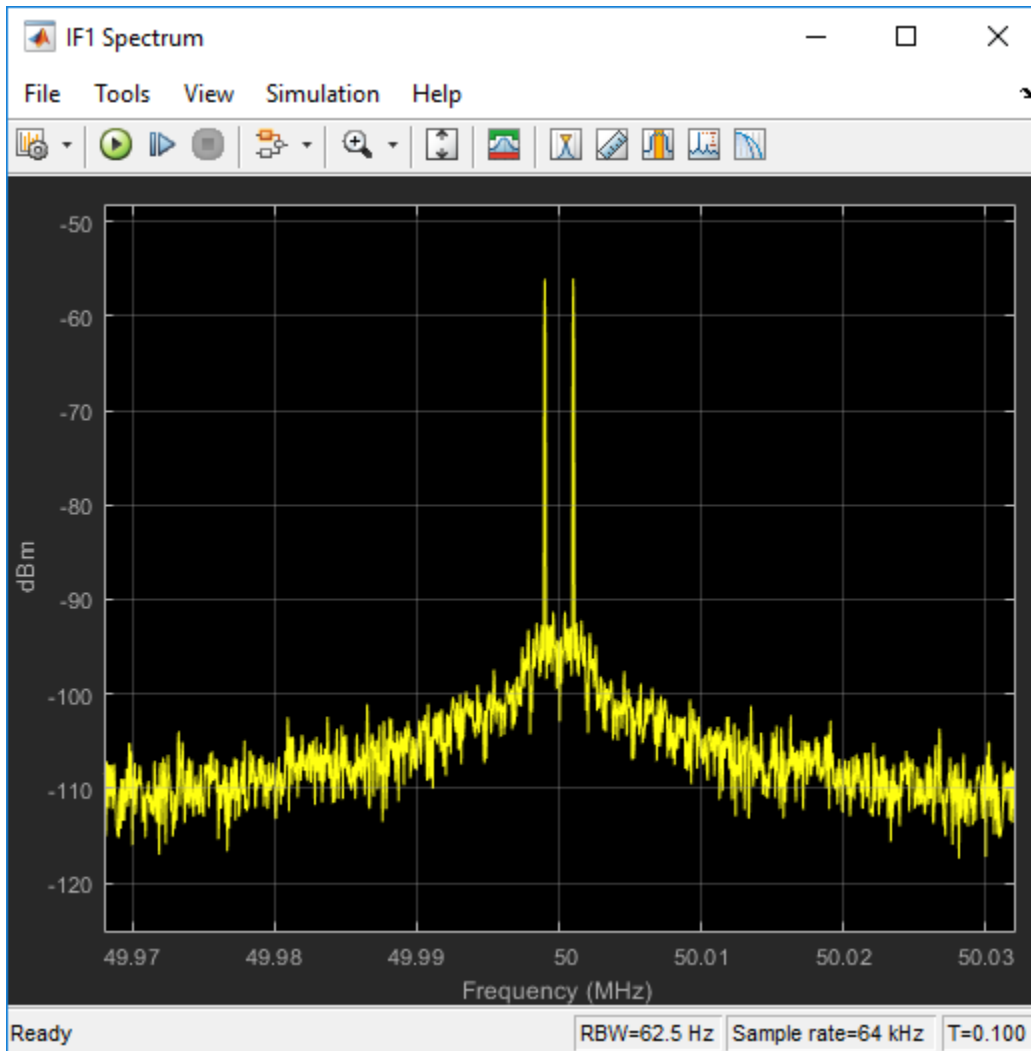 IF1 Spectrum
File Tools View Simulation Help
-50
-60
-70
-80
-90
-100
-110
-120
dBm
49.97 49.98 49.99 50 50.01 50.02 50.03
Frequency (MHz)
Ready RBW=62.5 Hz Sample rate=64 kHz T=0.100